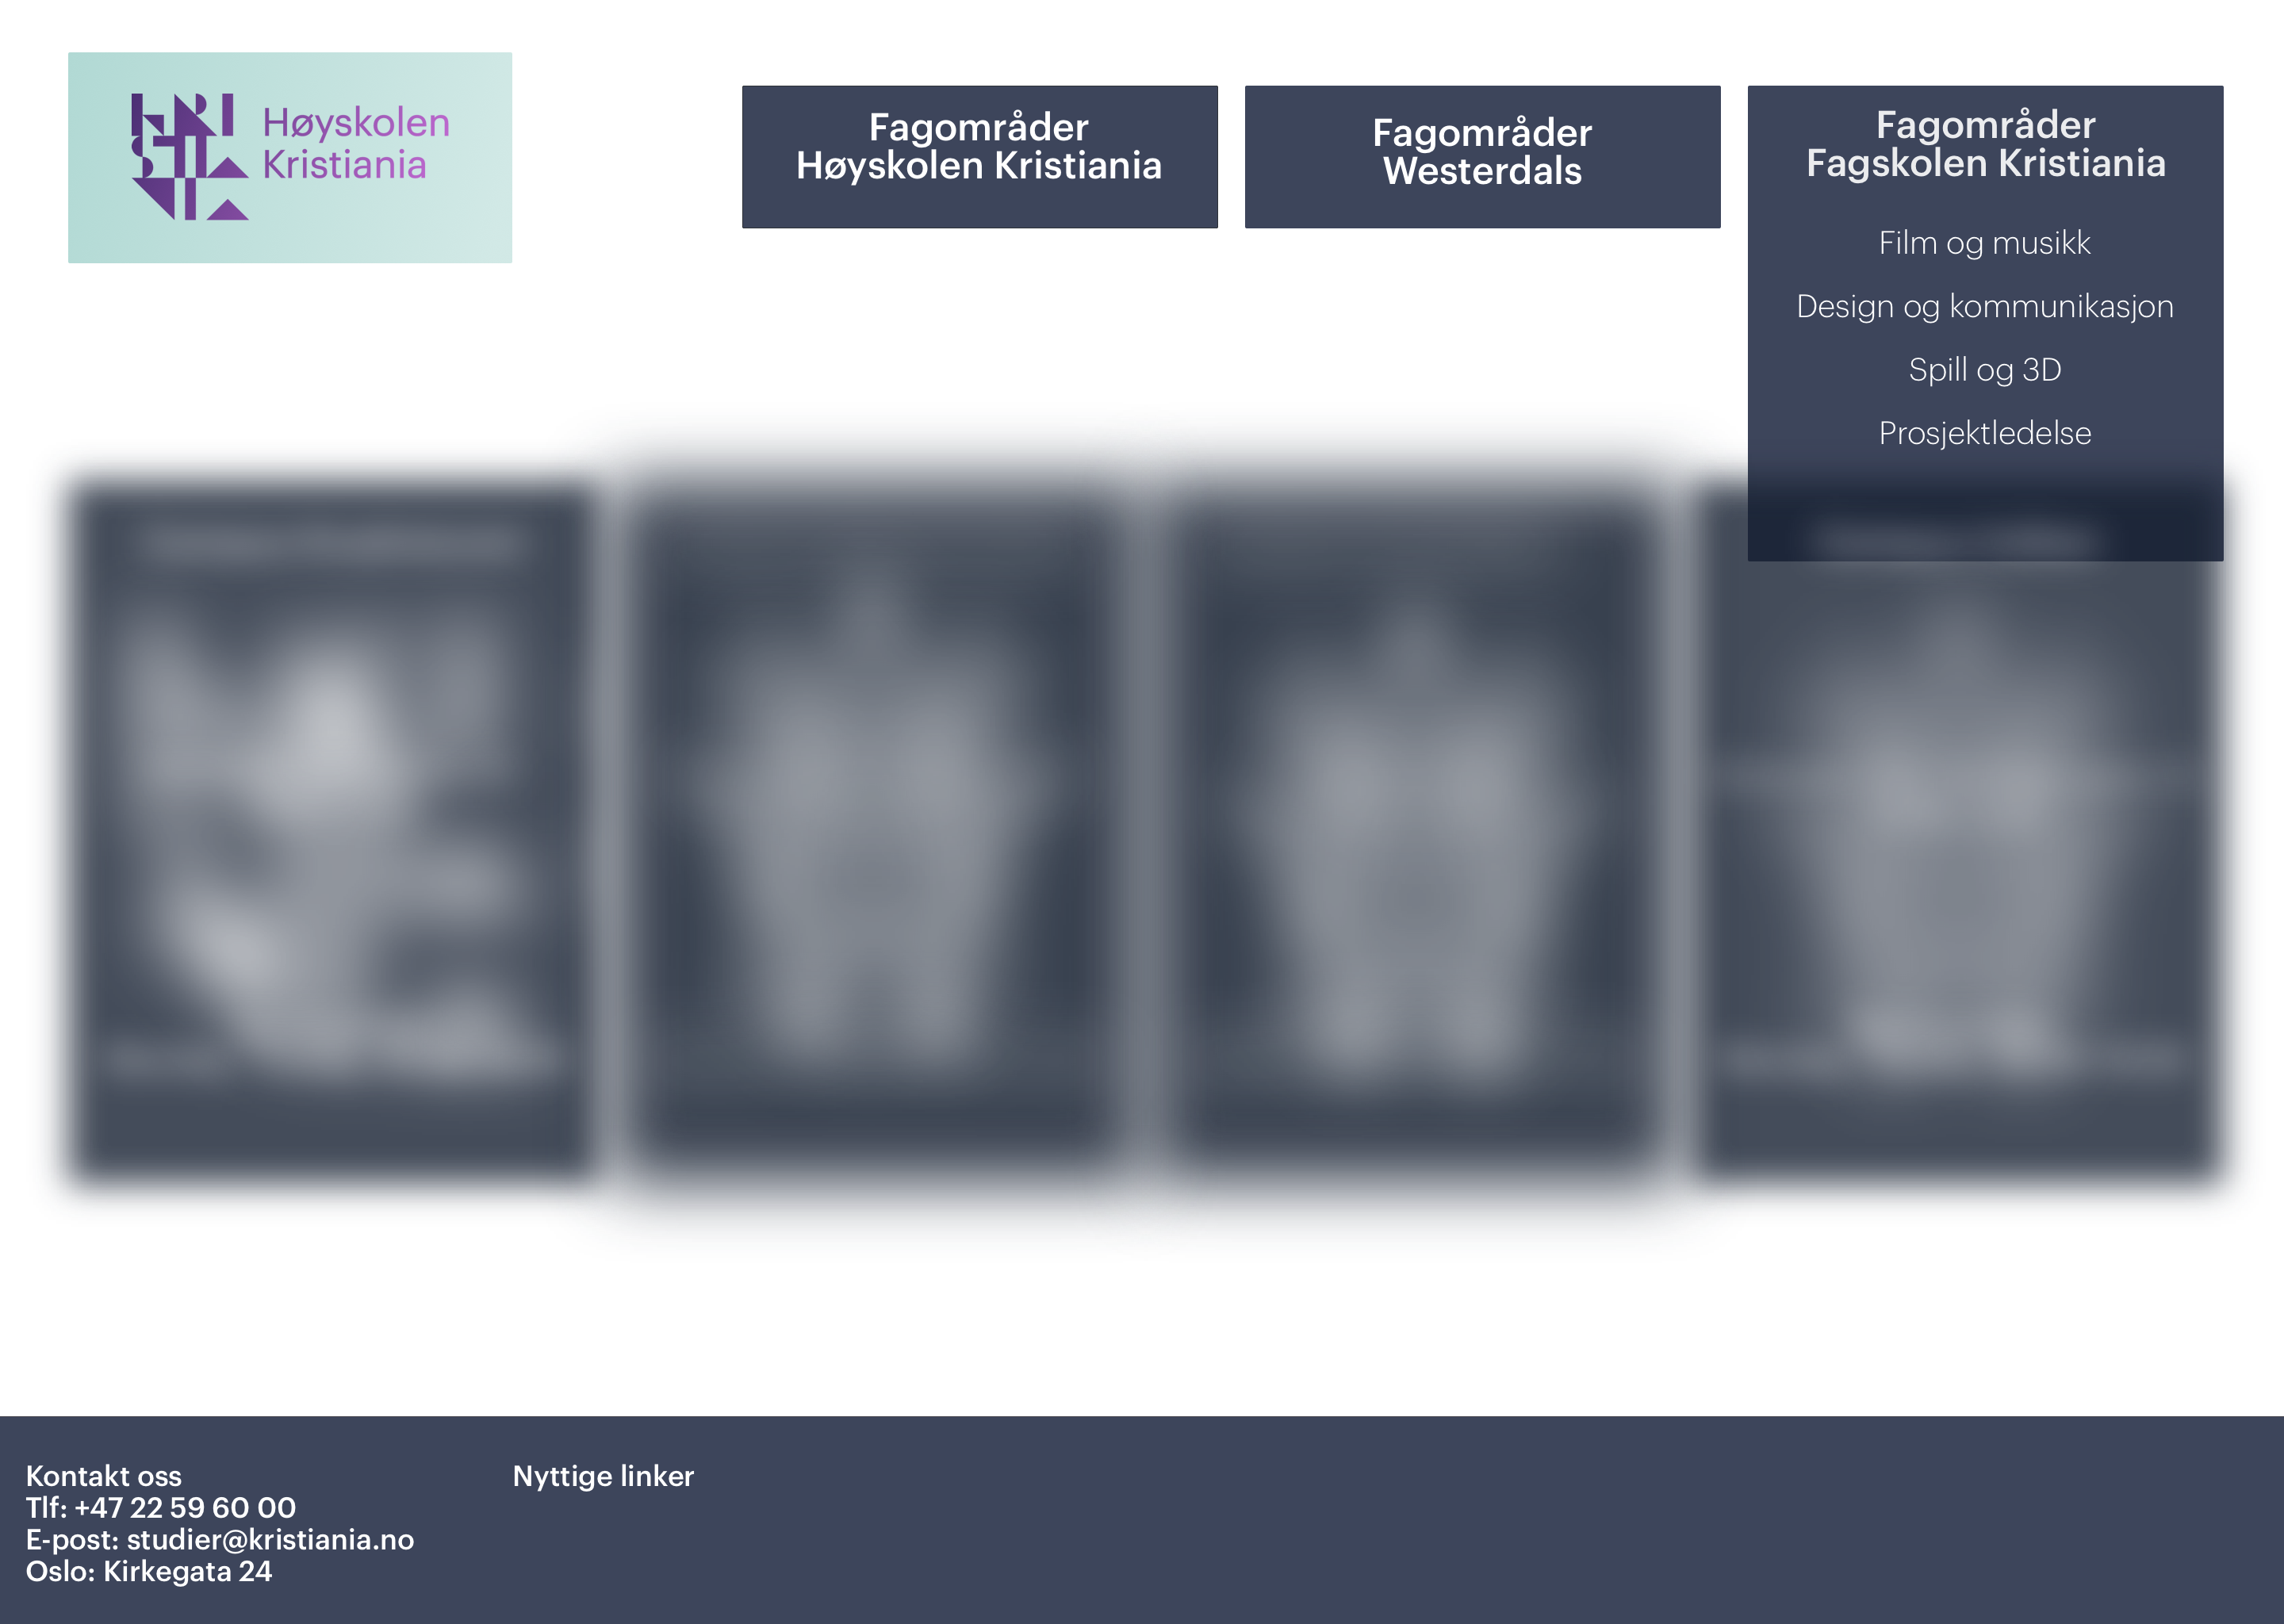 Høyskolen
Kristiania
Fagområder
Høyskolen Kristiania
Fagområder
Westerdals
Fagområder
Fagskolen Kristiania
Film og musikk
Design og kommunikasjon
Spill og 3D
Prosjektledelse
Kontakt oss
Tlf: +47 22 59 60 00
E-post: studier@kristiania.no
Oslo: Kirkegata 24
Nyttige linker